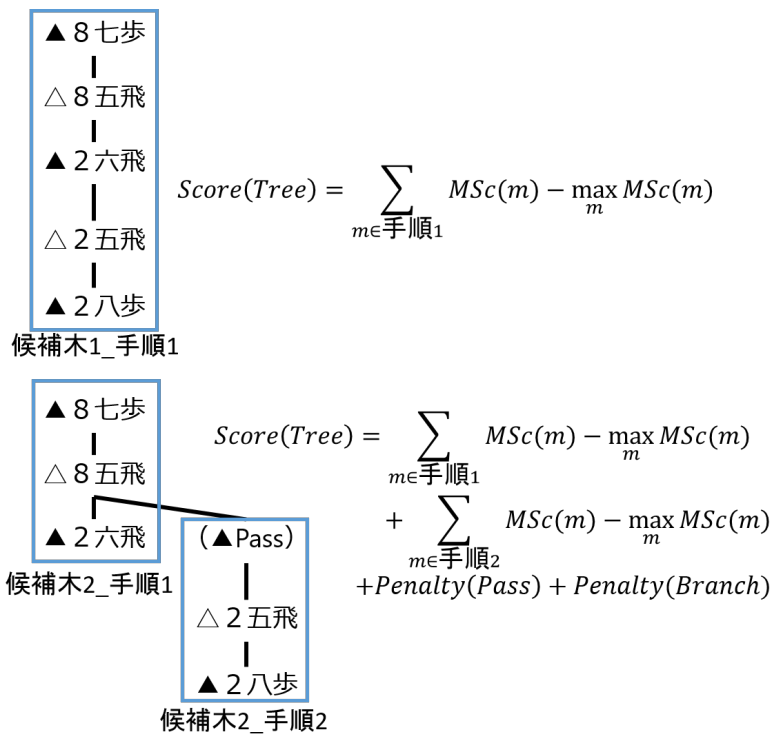 ▲８七歩
△８五飛
▲２六飛
△２五飛
▲２八歩
候補木1_手順1
Score(Tree) = ∑ m∈手順1 MSc(m) − max m MSc(m)
▲８七歩
△８五飛
▲２六飛
候補木2_手順1
(▲Pass)
△２五飛
▲２八歩
候補木2_手順2
Score(Tree) = ∑ m∈手順1 MSc(m) − max m MSc(m)
+ ∑ m∈手順2 MSc(m) − max m MSc(m)
+Penalty(Pass) + Penalty(Branch)